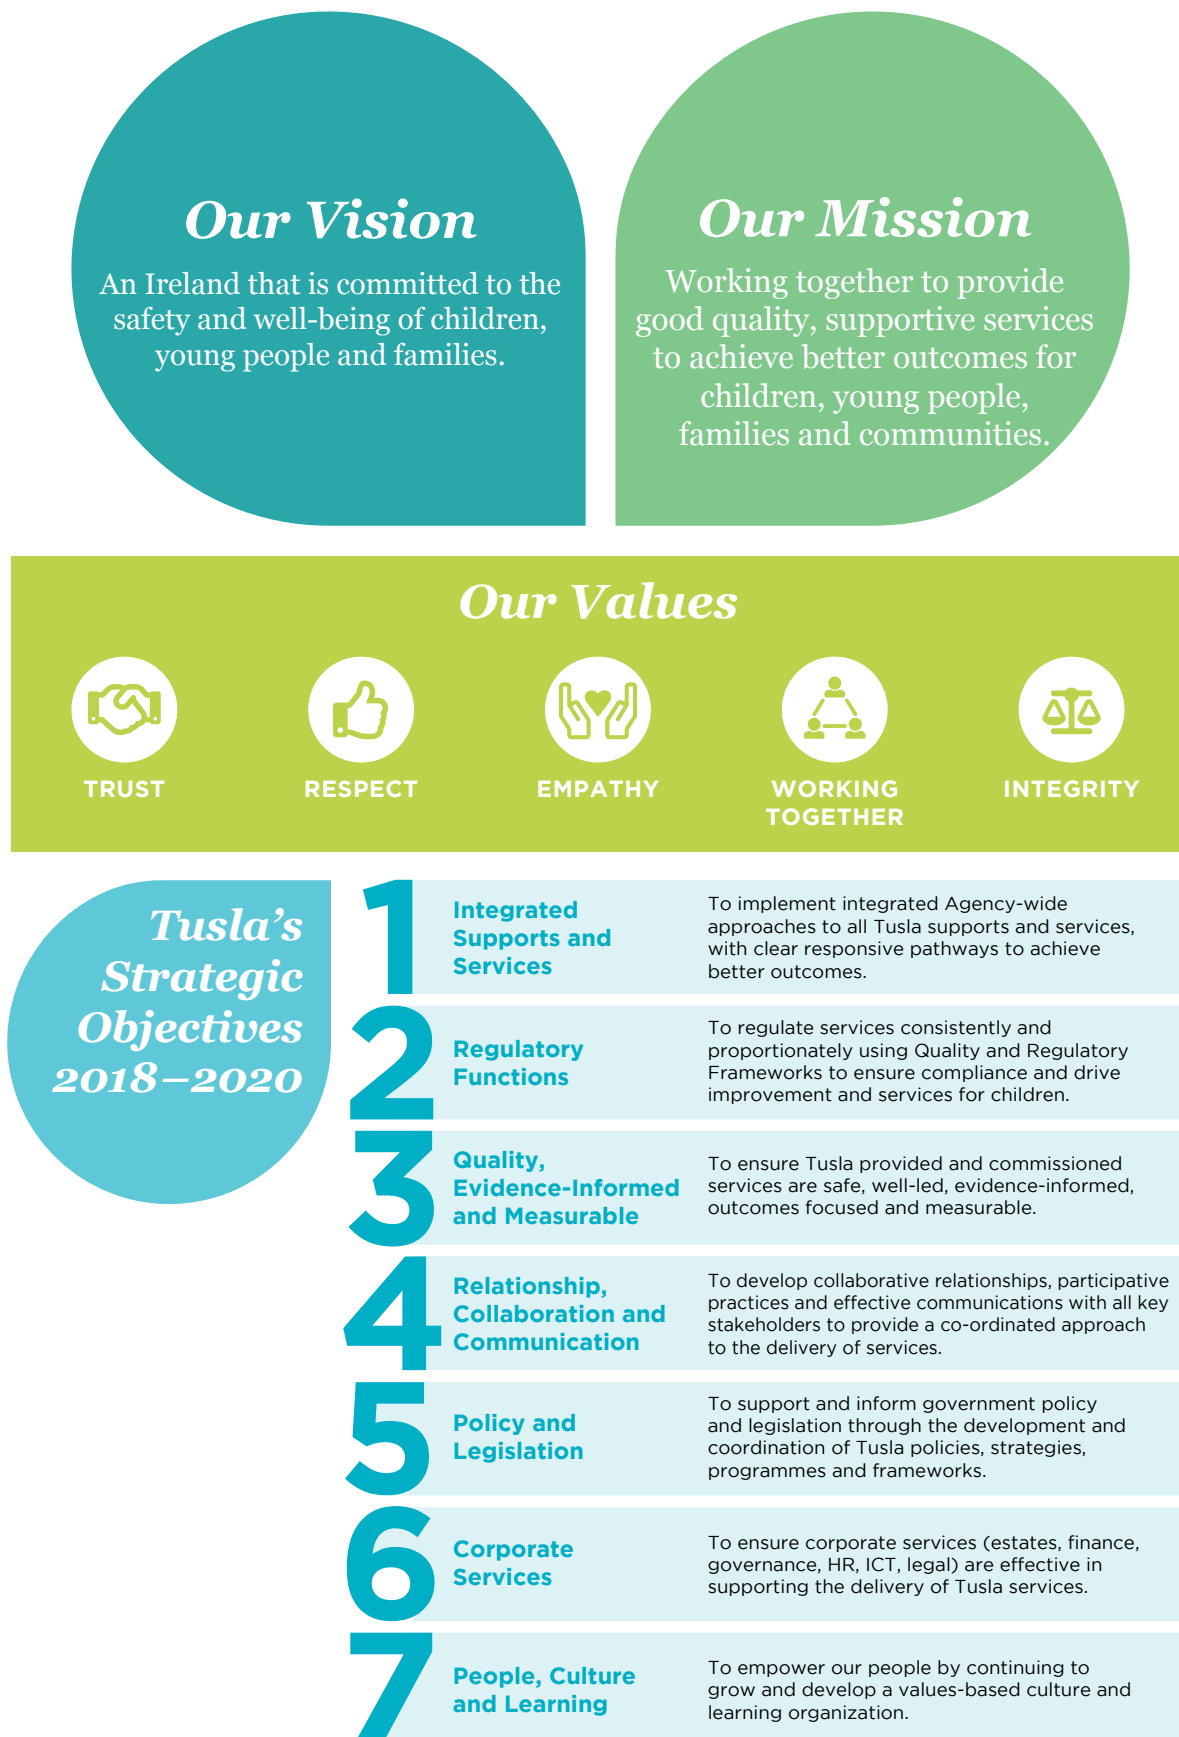 Our Vision
An Ireland that is committed to the
safety and well-being of children,
young people and families.
Our Mission
Working together to provide
good quality, supportive services
to achieve better outcomes for
children, young people,
families and communities.
Our Values
TRUST
RESPECT
EMPATHY
WORKING
TOGETHER
INTEGRITY
Tusla's
Strategic
Objectives
2018–2020
1
Integrated
Supports and
Services
To implement integrated Agency-wide
approaches to all Tusla supports and services,
with clear responsive pathways to achieve
better outcomes.
2
Regulatory
Functions
To regulate services consistently and
proportionately using Quality and Regulatory
Frameworks to ensure compliance and drive
improvement and services for children.
3
Quality,
Evidence-Informed
and Measurable
To ensure Tusla provided and commissioned
services are safe, well-led, evidence-informed,
outcomes focused and measurable.
4
Relationship,
Collaboration and
Communication
To develop collaborative relationships, participative
practices and effective communications with all key
stakeholders to provide a co-ordinated approach
to the delivery of services.
5
Policy and
Legislation
To support and inform government policy
and legislation through the development and
coordination of Tusla policies, strategies,
programmes and frameworks.
6
Corporate
Services
To ensure corporate services (estates, finance,
governance, HR, ICT, legal) are effective in
supporting the delivery of Tusla services.
7
People, Culture
and Learning
To empower our people by continuing to
grow and develop a values-based culture and
learning organization.